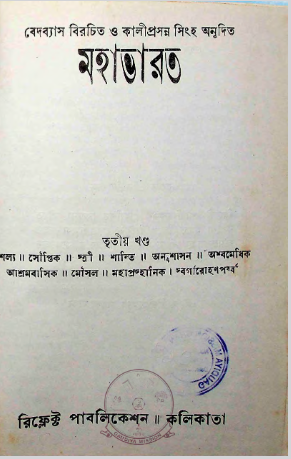 বেদব্যাস বিরচিত ও কালীপ্রসন্ন সিংহ অনূদিত
মহাভারত
তৃতীয় খণ্ড
শল্য ॥ সৌপ্তিক ॥ স্ত্রী ॥ শান্তি ॥ অনুশাসন ॥ অশ্বমেধিক
আশ্রমবাসিক ॥ মৌসল ॥ মহাপ্রস্থানিক । স্বর্গারোহণপর্ব্ব
রিফ্লেক্ট পাবলিকেশন ॥ কলিকাতা